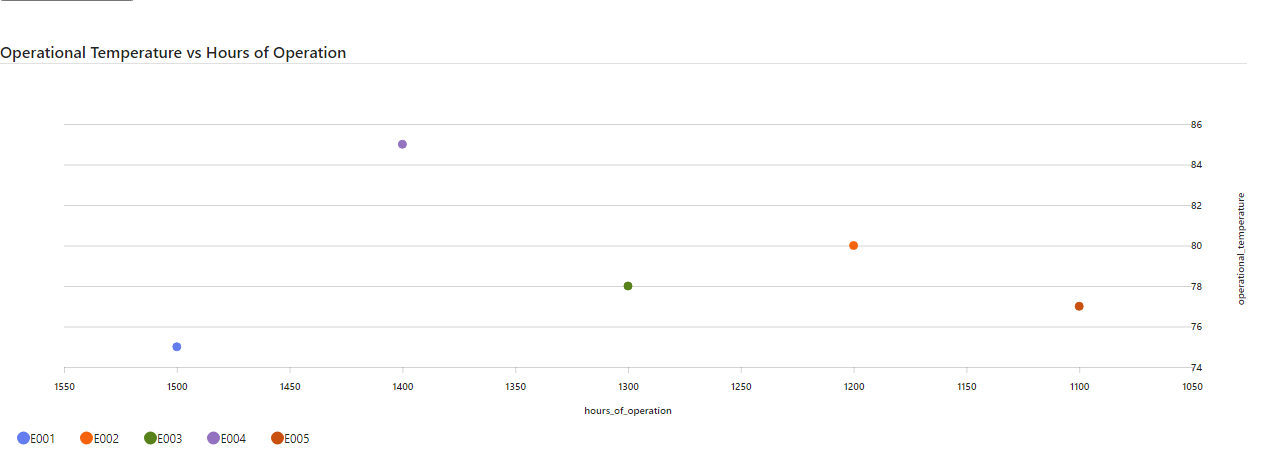 Operational Temperature vs Hours of Operation
86
84
82
80
78
76
74
operational_temperature
1550 1500 1450 1400 1350 1300 1250 1200 1150 1100 1050
hours_of_operation
E001 E002 E003 E004 E005